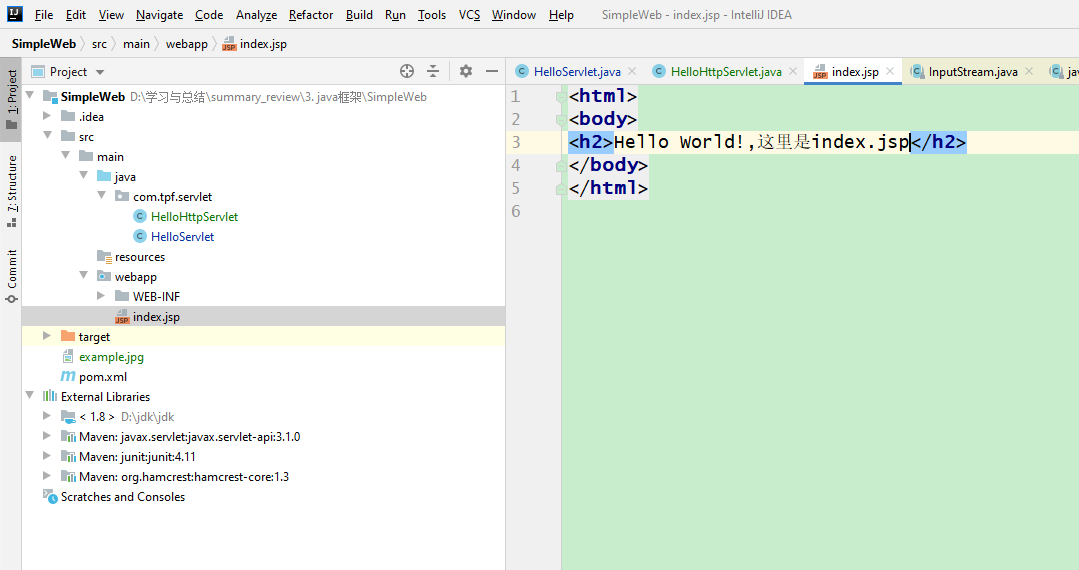 File Edit View Navigate Code Analyze Refactor Build Run Tools VCS Window Help SimpleWeb - index.jsp - IntelliJ IDEA
SimpleWeb src main webapp index.jsp
1: Project
7: Structure
Commit
Project
SimpleWeb D:\学习与总结\summary_review\3. java框架\SimpleWeb
.idea
src
main
java
com.tpf.servlet
HelloHttpServlet
HelloServlet
resources
webapp
WEB-INF
index.jsp
target
example.jpg
pom.xml
External Libraries
< 1.8 > D:\jdk\jdk
Maven: javax.servlet:javax.servlet-api:3.1.0
Maven: junit:junit:4.11
Maven: org.hamcrest:hamcrest-core:1.3
Scratches and Consoles
HelloServlet.java HelloHttpServlet.java index.jsp InputStream.java jav
1 <html>
2 <body>
3 <h2>Hello World!,这里是index.jsp</h2>
4 </body>
5 </html>
6